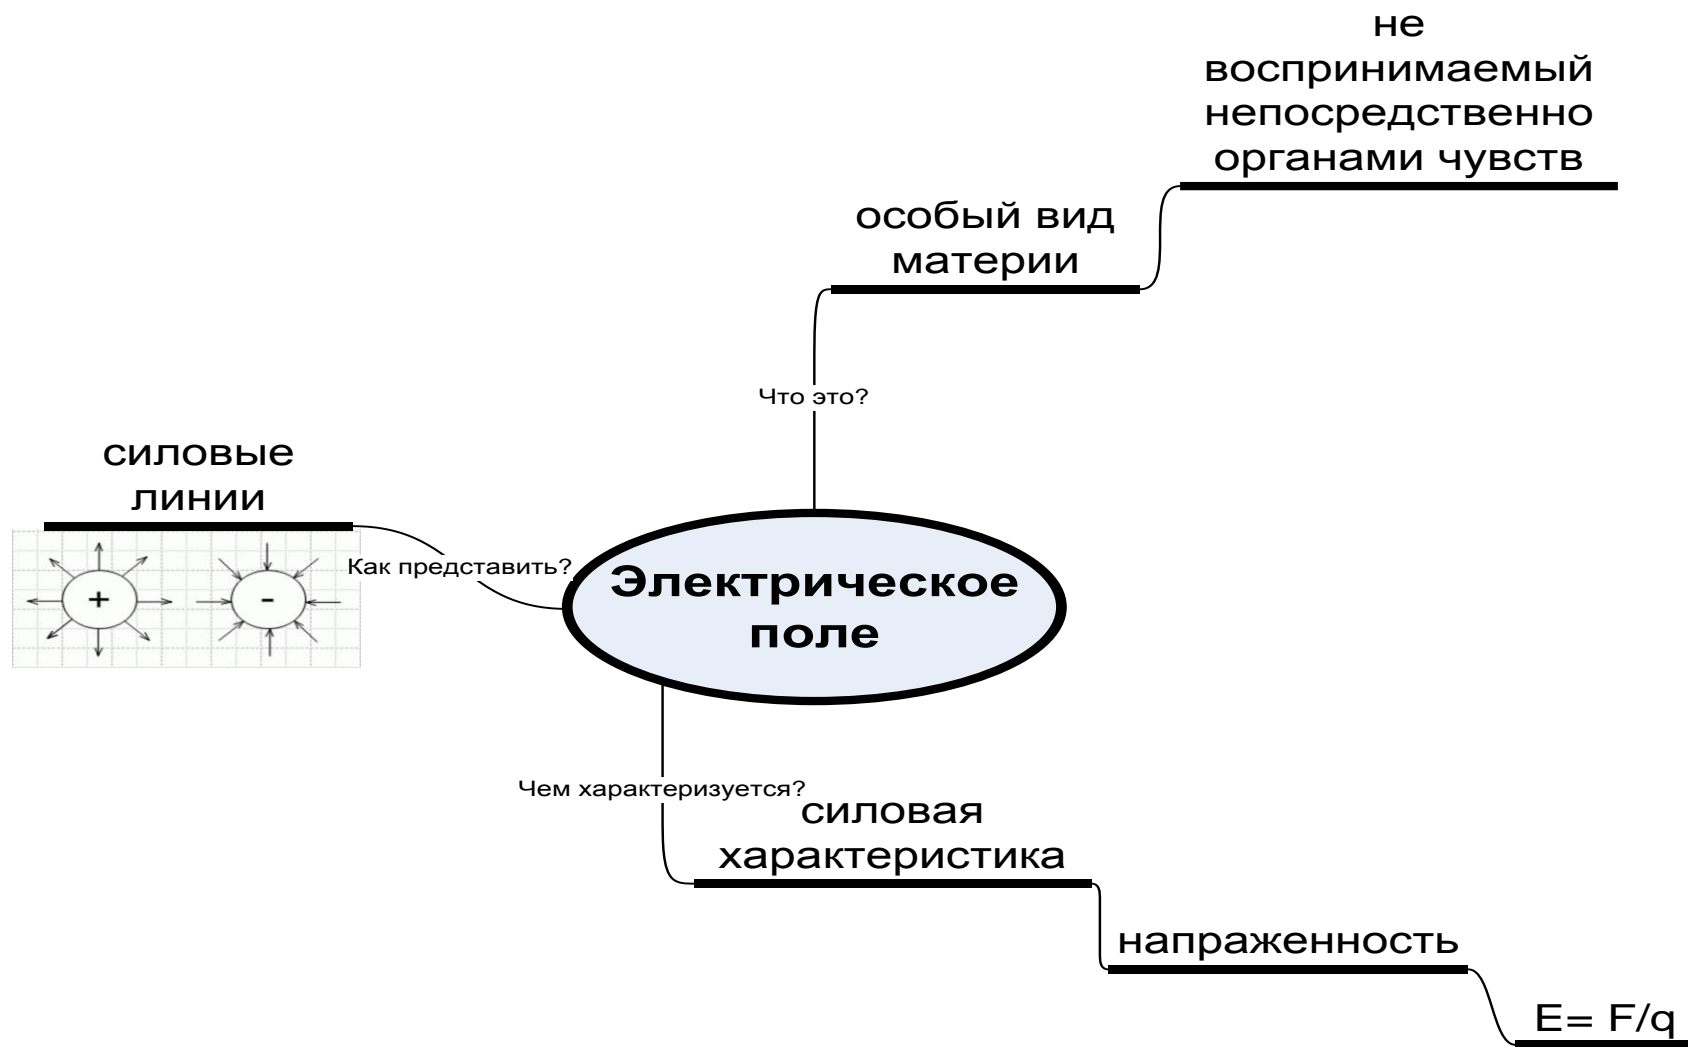 не
воспринимаемый
непосредственно
органами чувств
особый вид
материи
Что это?
силовые
линии
Как представить?
+
-
Электрическое
поле
Чем характеризуется?
силовая
характеристика
напраженность
E= F/q